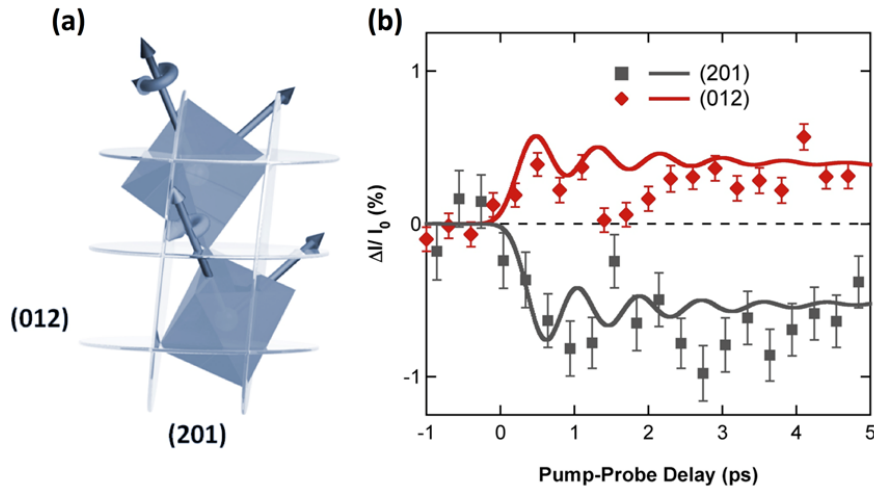 (a)
(012)
(201)
(b)
(201)
(012)
1
0
-1
ΔI/ I₀ (%)
-1 0 1 2 3 4 5
Pump-Probe Delay (ps)